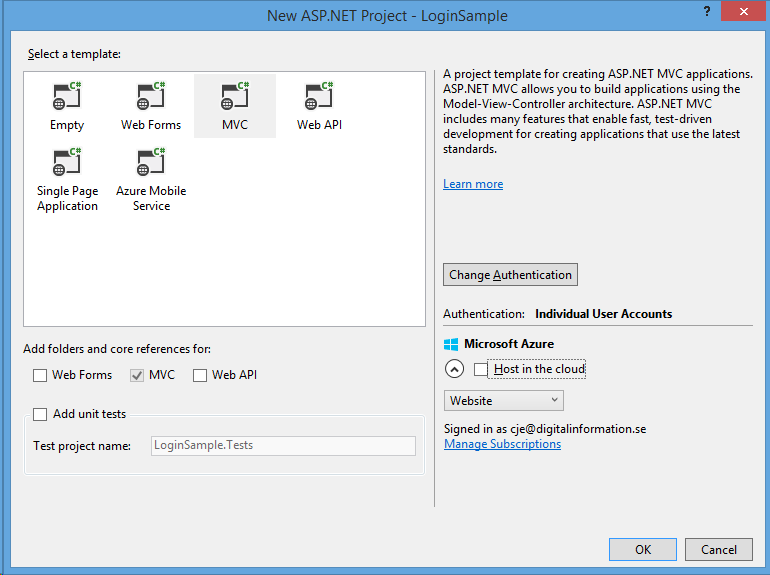 New ASP.NET Project - LoginSample
?
Select a template:
C#
C#
C#
C#
Empty
Web Forms
MVC
Web API
C#
C#
Single Page
Application
Azure Mobile
Service
A project template for creating ASP.NET MVC applications.
ASP.NET MVC allows you to build applications using the
Model-View-Controller architecture. ASP.NET MVC
includes many features that enable fast, test-driven
development for creating applications that use the latest
standards.
Learn more
Change Authentication
Authentication: Individual User Accounts
Microsoft Azure
Host in the cloud
Website
Signed in as cje@digitalinformation.se
Manage Subscriptions
Add folders and core references for:
Web Forms
MVC
Web API
Add unit tests
Test project name:
LoginSample.Tests
OK
Cancel